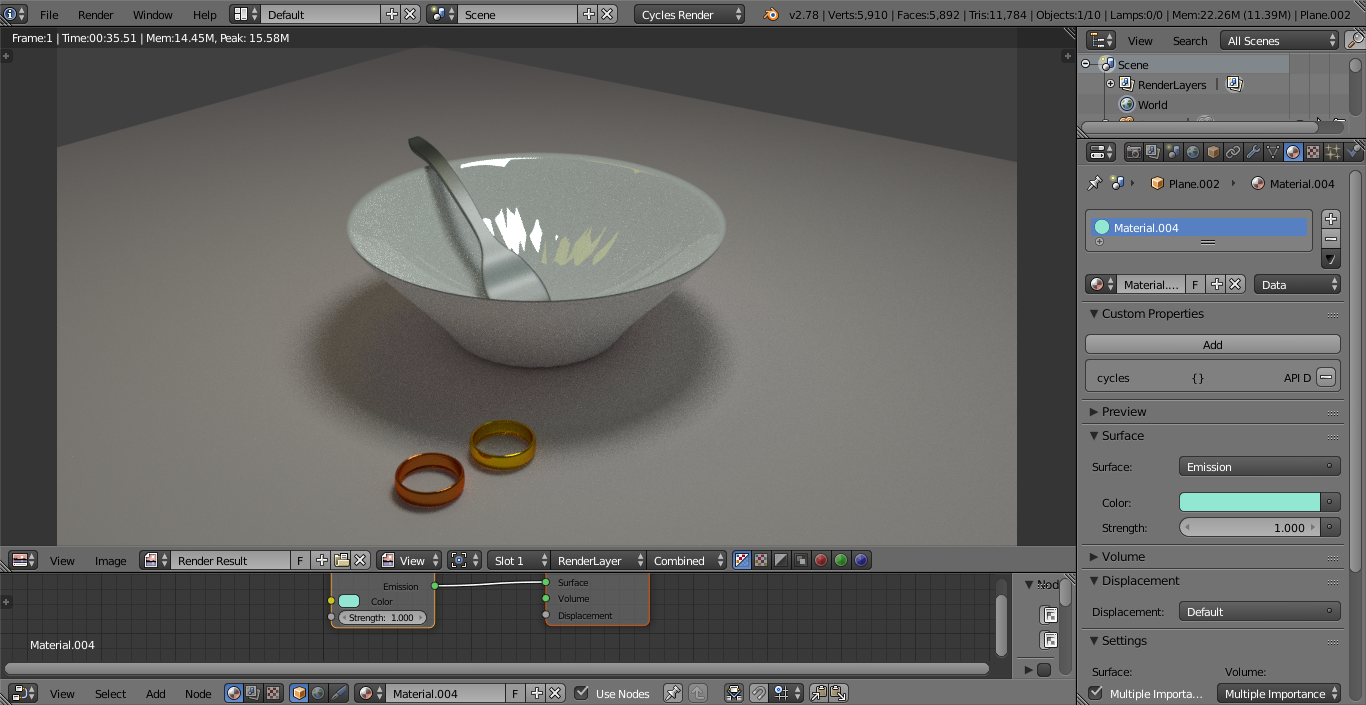 File Render Window Help Default Scene Cycles Render v2.78 | Verts:5,910 | Faces:5,892 | Tris:11,784 | Objects:1/10 | Lamps:0/0 | Mem:22.26M (11.39M) | Plane.002
Frame:1 | Time:00:35.51 | Mem:14.45M, Peak: 15.58M
View Search All Scenes
Scene
RenderLayers |
World
Plane.002 Material.004
Material.004
Material.... F Data
Custom Properties
Add
cycles {} API D
Preview
Surface
Surface: Emission
Color:
Strength: 1.000
Volume
Displacement
Displacement: Default
Settings
Surface: Volume:
Multiple Importa... Multiple Importance
View Image Render Result F View Slot 1 RenderLayer Combined
Emission
Color
Strength: 1.000
Surface
Volume
Displacement
Nod
Material.004
View Select Add Node Material.004 F Use Nodes